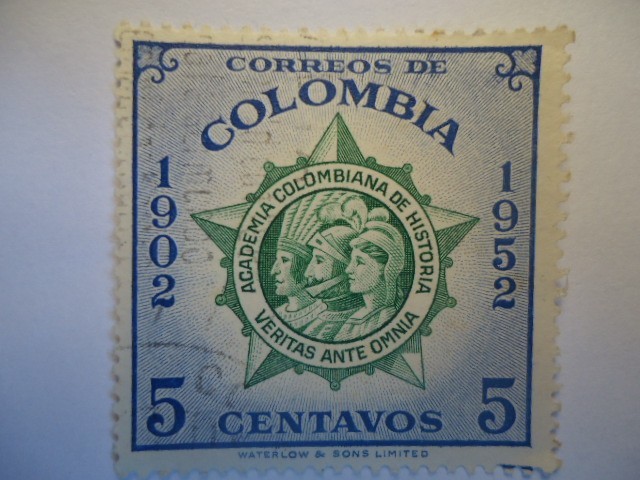 CORREOS DE
COLOMBIA
1902
1952
ACADEMIA COLOMBIANA DE HISTORIA
VERITAS ANTE OMNIA
5 CENTAVOS 5
WATERLOW & SONS LIMITED